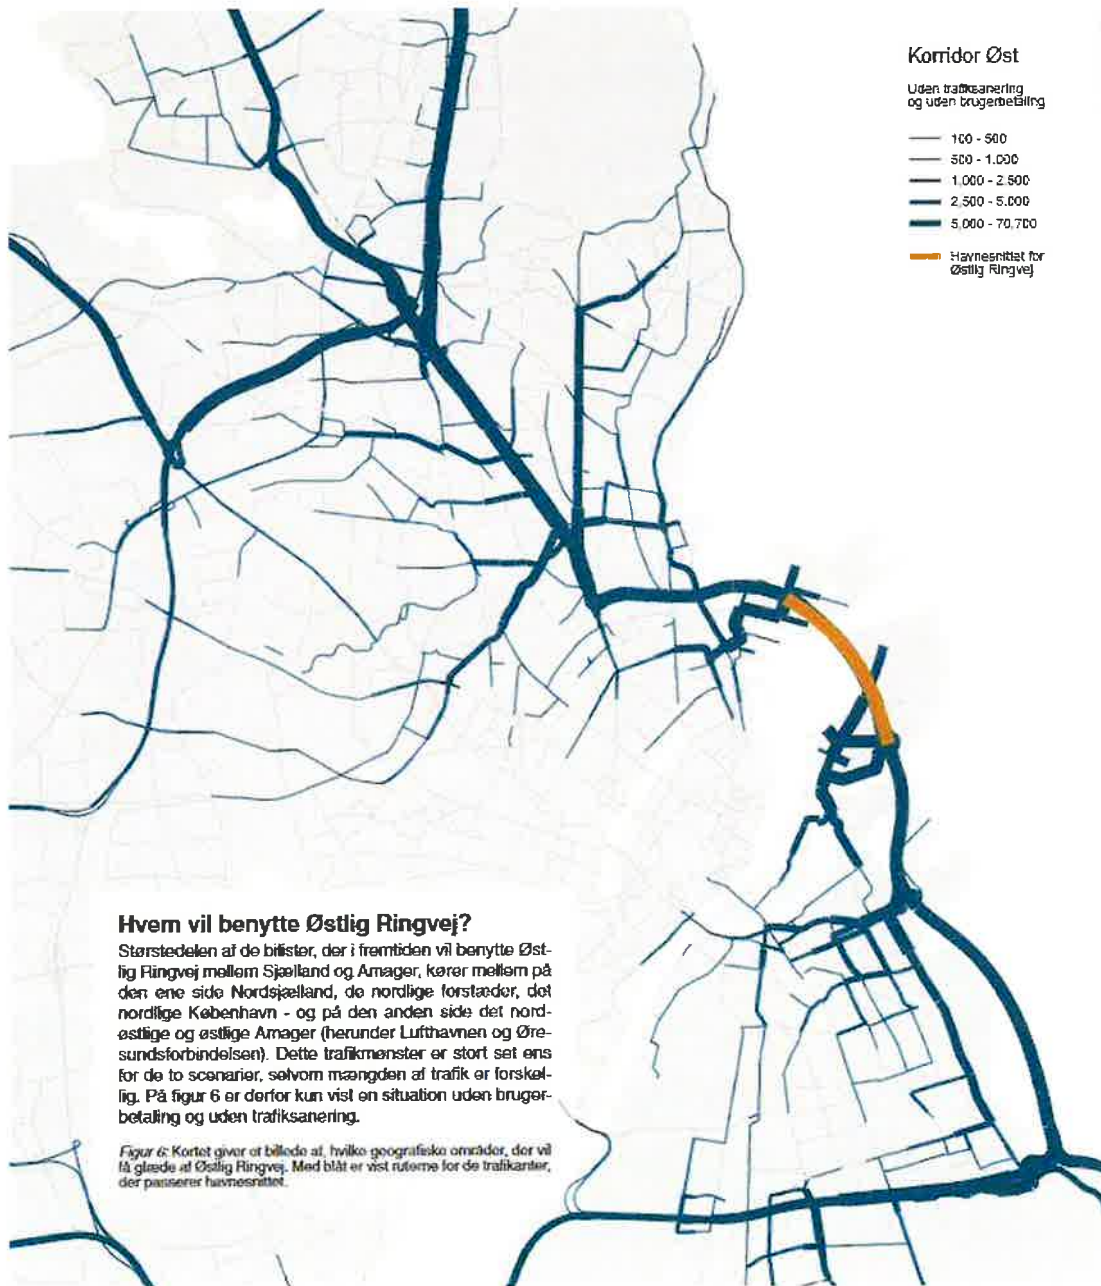 Korridor Øst
Uden trafiksanering
og uden brugerbetaling
100 - 500
500 - 1.000
1,000 - 2.500
2,500 - 5.000
5,000 - 70,700
Havnesnittet for
Østlig Ringvej
Hvem vil benytte Østlig Ringvej?
Størstedelen af de bilister, der i fremtiden vil benytte Øst-
lig Ringvej mellem Sjælland og Amager, kører mellem på
den ene side Nordsjælland, de nordlige forstæder, det
nordlige København - og på den anden side det nord-
østlige og østlige Amager (herunder Lufthavnen og Øre-
sundsforbindelsen). Dette trafikmønster er stort set ens
for de to scenarier, selvom mængden af trafik er forskel-
lig. På figur 6 er derfor kun vist en situation uden bruger-
betaling og uden trafiksanering.
Figur 6: Kortet giver et billede af, hvilke geografiske områder, der vil
få glæde af Østlig Ringvej. Med blåt er vist ruterne for de trafikanter,
der passerer havnesnittet.